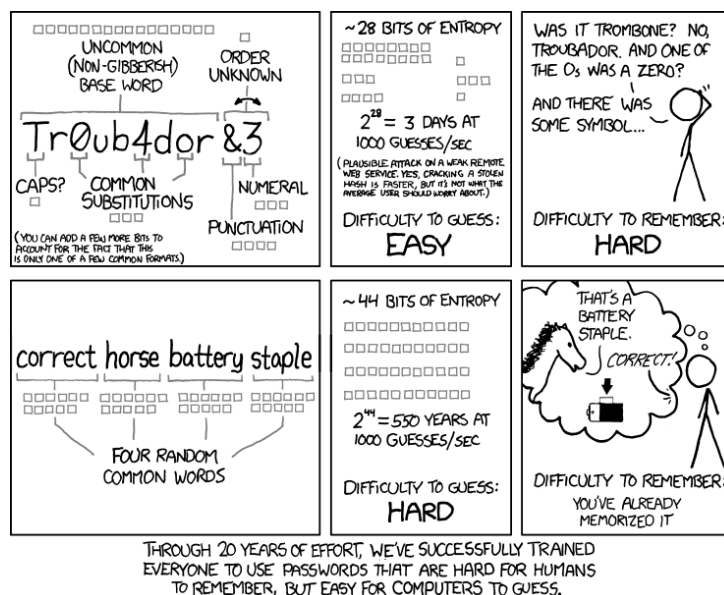 UNCOMMON
(NON-GIBBERISH)
BASE WORD
ORDER
UNKNOWN
Tr0ub4dor &3
CAPS?
COMMON
SUBSTITUTIONS
NUMERAL
PUNCTUATION
(YOU CAN ADD A FEW MORE BITS TO
ACCOUNT FOR THE FACT THAT THIS
IS ONLY ONE OF A FEW COMMON FORMATS.)
~28 BITS OF ENTROPY
2^28 = 3 DAYS AT
1000 GUESSES/SEC
(PLAUSIBLE ATTACK ON A WEAK REMOTE
WEB SERVICE. YES, CRACKING A STOLEN
HASH IS FASTER, BUT IT'S NOT WHAT THE
AVERAGE USER SHOULD WORRY ABOUT.)
DIFFICULTY TO GUESS:
EASY
WAS IT TROMBONE? NO,
TROUBADOR. AND ONE OF
THE Os WAS A ZERO?
AND THERE WAS
SOME SYMBOL...
DIFFICULTY TO REMEMBER:
HARD
correct horse battery staple
FOUR RANDOM
COMMON WORDS
~44 BITS OF ENTROPY
2^44 = 550 YEARS AT
1000 GUESSES/SEC
DIFFICULTY TO GUESS:
HARD
THAT'S A
BATTERY
STAPLE.
CORRECT!
DIFFICULTY TO REMEMBER:
YOU'VE ALREADY
MEMORIZED IT
THROUGH 20 YEARS OF EFFORT, WE'VE SUCCESSFULLY TRAINED
EVERYONE TO USE PASSWORDS THAT ARE HARD FOR HUMANS
TO REMEMBER, BUT EASY FOR COMPUTERS TO GUESS.